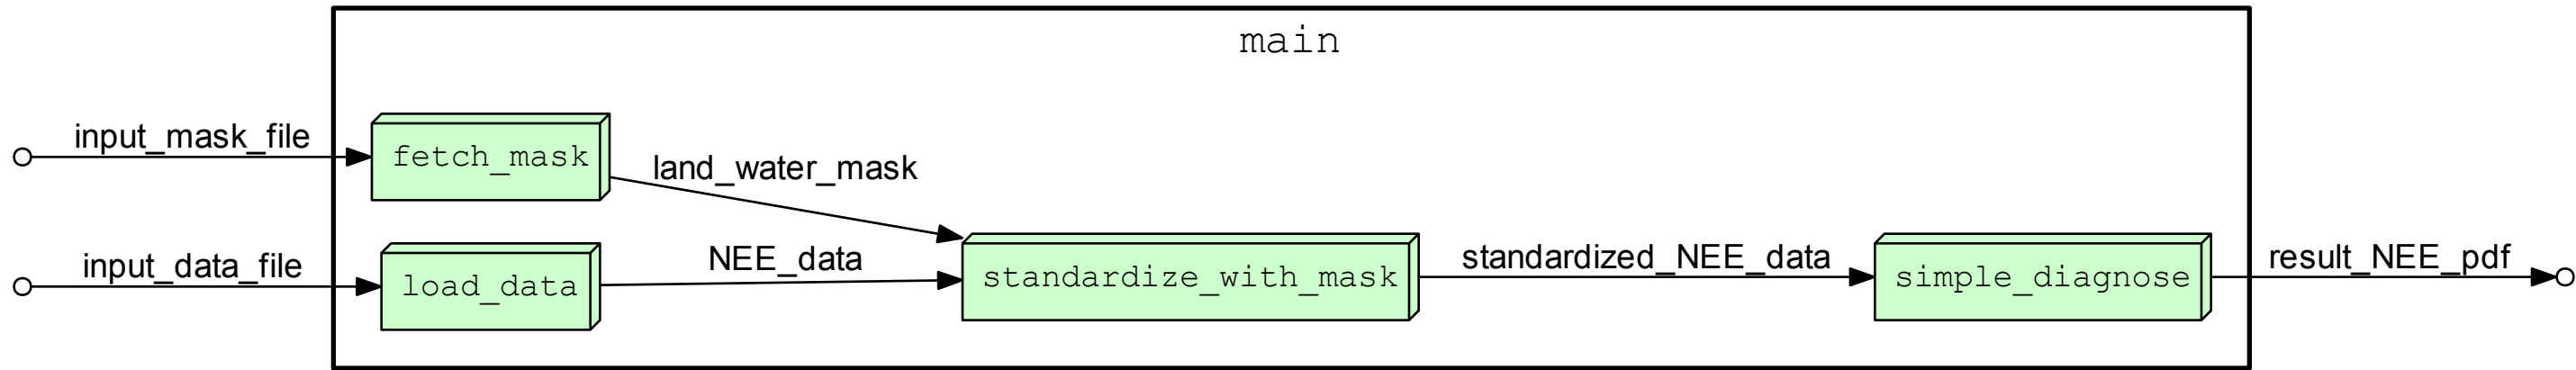 main
input_mask_file
fetch_mask
land_water_mask
input_data_file
load_data
NEE_data
standardize_with_mask
standardized_NEE_data
simple_diagnose
result_NEE_pdf